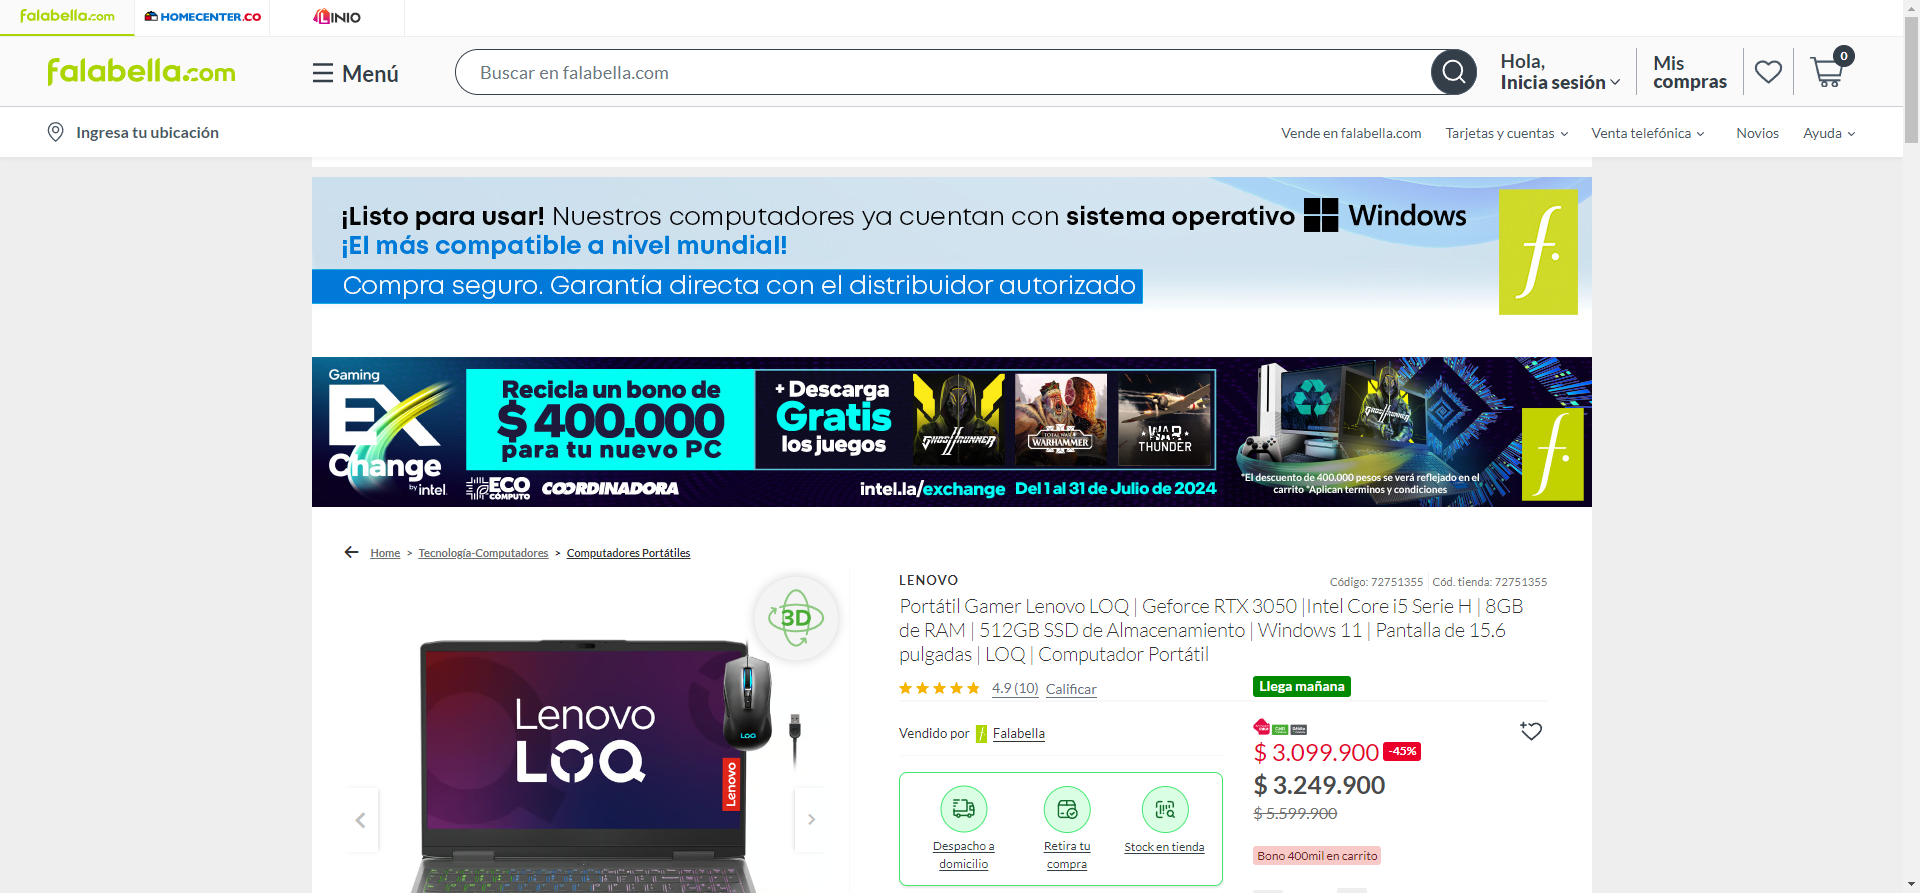 falabella.com
HOMECENTER.CO
LINIO
falabella.com
Menú
Buscar en falabella.com
Hola,
Inicia sesión
Mis
compras
0
Ingresa tu ubicación
Vende en falabella.com
Tarjetas y cuentas
Venta telefónica
Novios
Ayuda
¡Listo para usar! Nuestros computadores ya cuentan con sistema operativo Windows
¡El más compatible a nivel mundial!
Compra seguro. Garantía directa con el distribuidor autorizado
f.
Gaming
EX
Change
by intel.
Recicla un bono de
$400.000
para tu nuevo PC
+ Descarga
Gratis
los juegos
GHOSTRUNNER II
TOTAL WAR
WARHAMMER
III
WAR
THUNDER
ECO
CÓMPUTO
COORDINADORA
intel.la/exchange Del 1 al 31 de Julio de 2024
*El descuento de 400.000 pesos se verá reflejado en el
carrito *Aplican terminos y condiciones
f.
Home > Tecnología-Computadores > Computadores Portátiles
3D
Lenovo
LOQ
Lenovo
LOQ
LENOVO
Código: 72751355
Cód. tienda: 72751355
Portátil Gamer Lenovo LOQ | Geforce RTX 3050 |Intel Core i5 Serie H | 8GB
de RAM | 512GB SSD de Almacenamiento | Windows 11 | Pantalla de 15.6
pulgadas | LOQ | Computador Portátil
4.9 (10)
Calificar
Llega mañana
Vendido por f. Falabella
$ 3.099.900 -45%
$ 3.249.900
$ 5.599.900
Bono 400mil en carrito
Despacho a
domicilio
Retira tu
compra
Stock en tienda